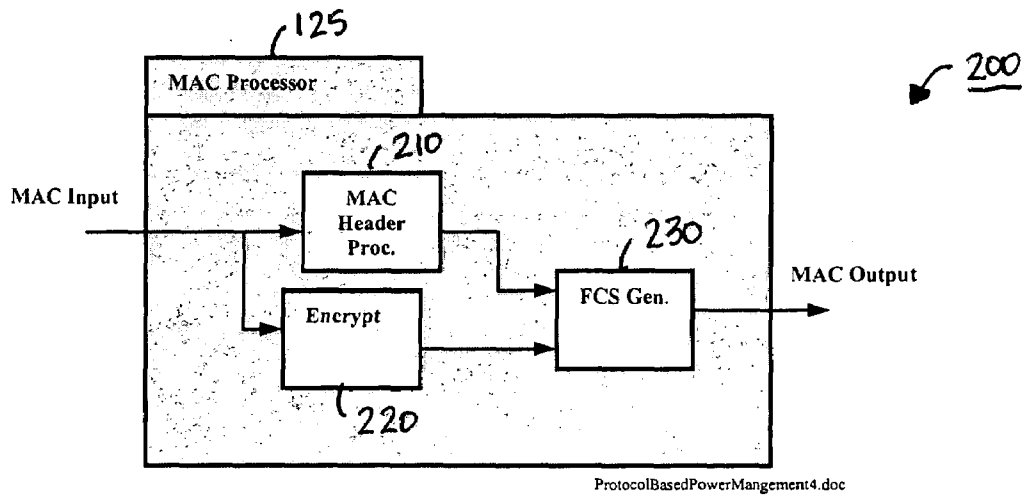 125
MAC Processor
200
210
MAC Input
MAC
Header
Proc.
230
MAC Output
FCS Gen.
Encrypt
220
ProtocolBasedPowerMangement4.doc